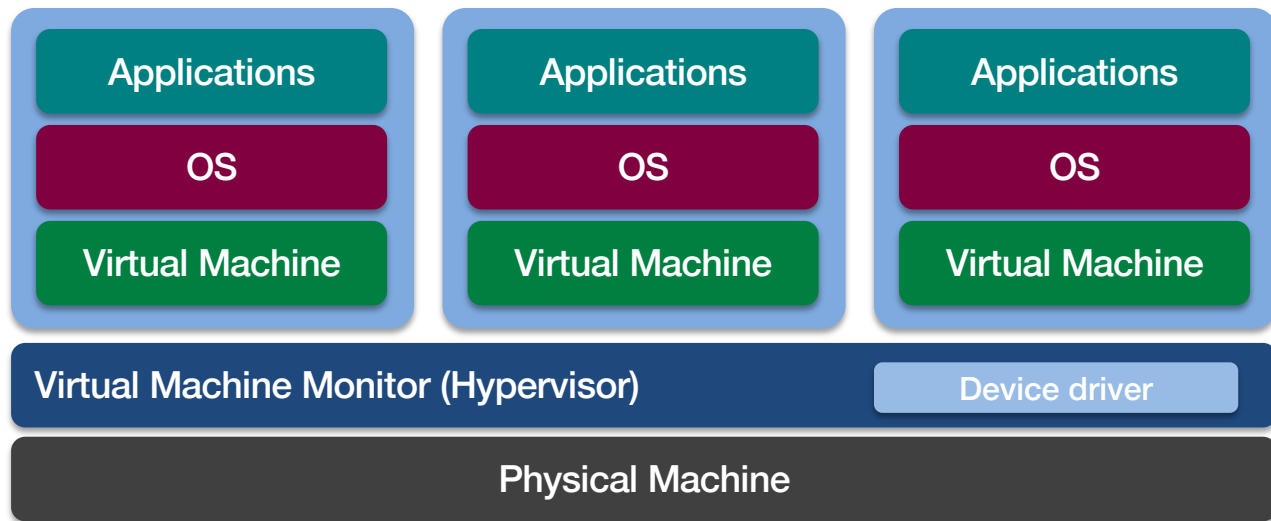 Applications
Applications
Applications
OS
OS
OS
Virtual Machine
Virtual Machine
Virtual Machine
Virtual Machine Monitor (Hypervisor)
Device driver
Physical Machine